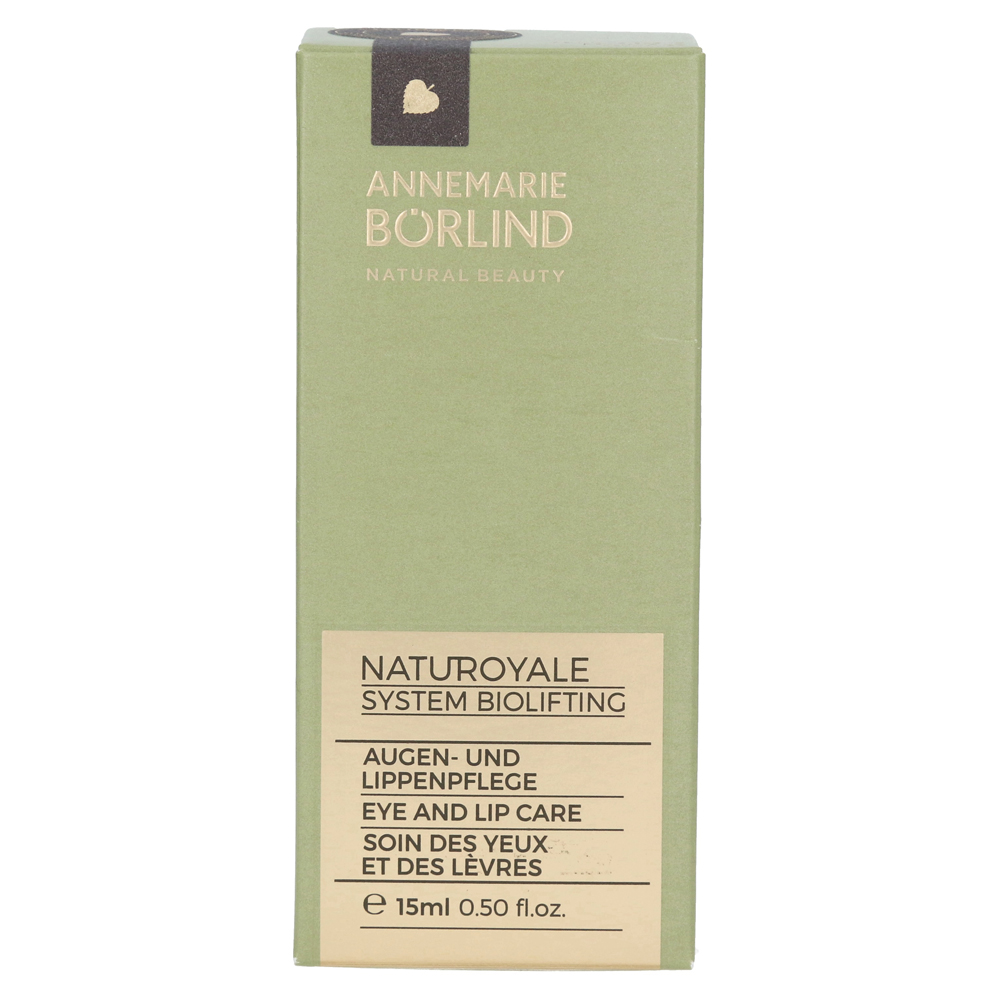 ANNEMARIE
BÖRLIND
NATURAL BEAUTY
NATUROYALE
SYSTEM BIOLIFTING
AUGEN- UND
LIPPENPFLEGE
EYE AND LIP CARE
SOIN DES YEUX
ET DES LÈVRES
℮ 15ml 0.50 fl.oz.